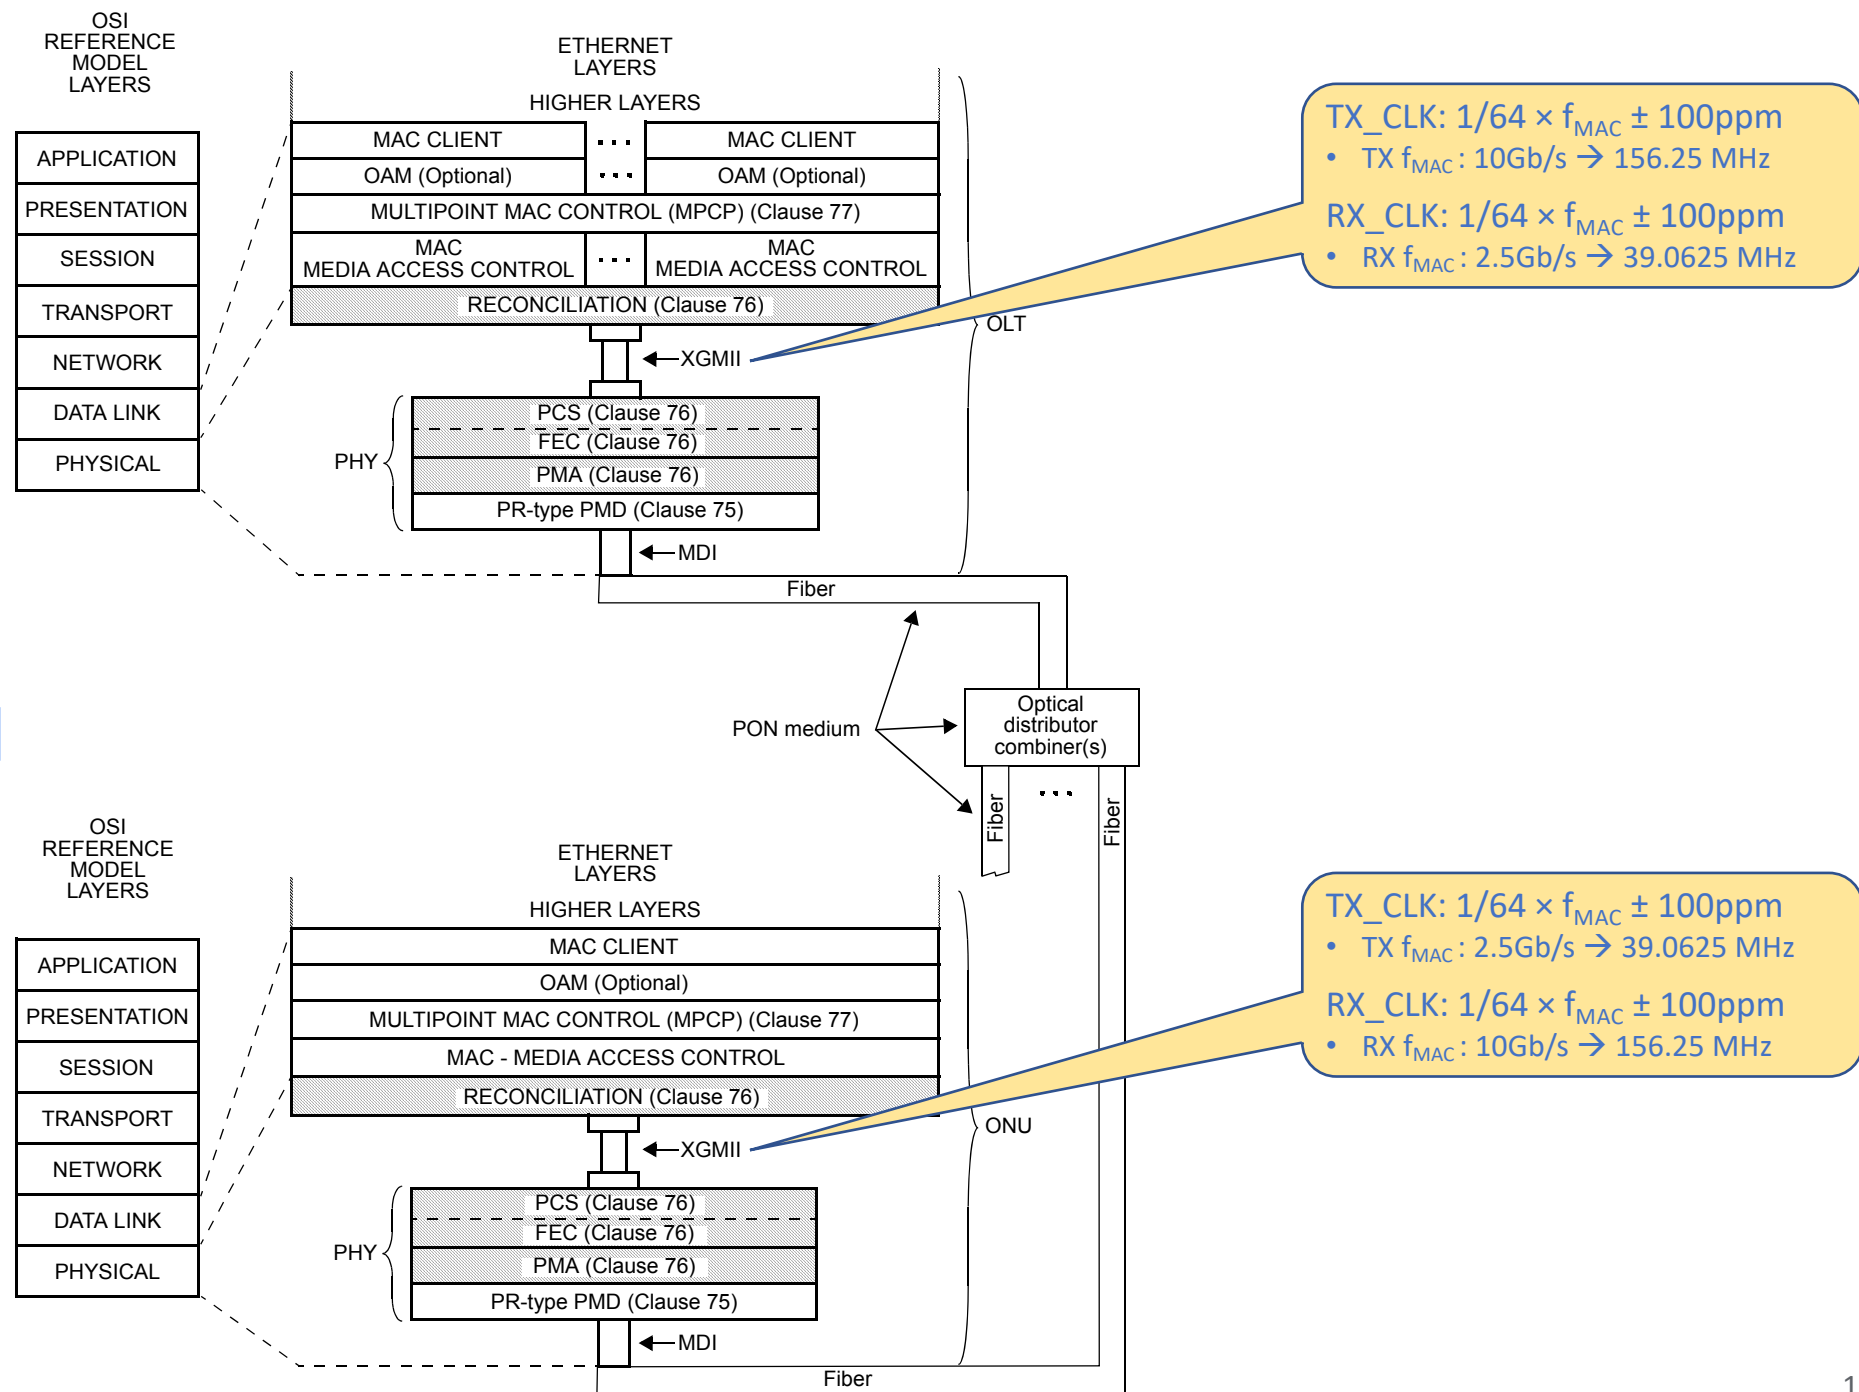 OSI
REFERENCE
MODEL
LAYERS
APPLICATION
PRESENTATION
SESSION
TRANSPORT
NETWORK
DATA LINK
PHYSICAL
ETHERNET
LAYERS
HIGHER LAYERS
MAC CLIENT ... MAC CLIENT
OAM (Optional) ... OAM (Optional)
MULTIPOINT MAC CONTROL (MPCP) (Clause 77)
MAC
MEDIA ACCESS CONTROL
...
MAC
MEDIA ACCESS CONTROL
RECONCILIATION (Clause 76)
XGMII
OLT
PHY
PCS (Clause 76)
FEC (Clause 76)
PMA (Clause 76)
PR-type PMD (Clause 75)
MDI
Fiber
TX_CLK: 1/64 × fMAC ± 100ppm
• TX fMAC : 10Gb/s → 156.25 MHz
RX_CLK: 1/64 × fMAC ± 100ppm
• RX fMAC : 2.5Gb/s → 39.0625 MHz
PON medium
Optical
distributor
combiner(s)
Fiber
...
Fiber
OSI
REFERENCE
MODEL
LAYERS
APPLICATION
PRESENTATION
SESSION
TRANSPORT
NETWORK
DATA LINK
PHYSICAL
ETHERNET
LAYERS
HIGHER LAYERS
MAC CLIENT
OAM (Optional)
MULTIPOINT MAC CONTROL (MPCP) (Clause 77)
MAC - MEDIA ACCESS CONTROL
RECONCILIATION (Clause 76)
XGMII
ONU
PHY
PCS (Clause 76)
FEC (Clause 76)
PMA (Clause 76)
PR-type PMD (Clause 75)
MDI
Fiber
TX_CLK: 1/64 × fMAC ± 100ppm
• TX fMAC : 2.5Gb/s → 39.0625 MHz
RX_CLK: 1/64 × fMAC ± 100ppm
• RX fMAC : 10Gb/s → 156.25 MHz
1